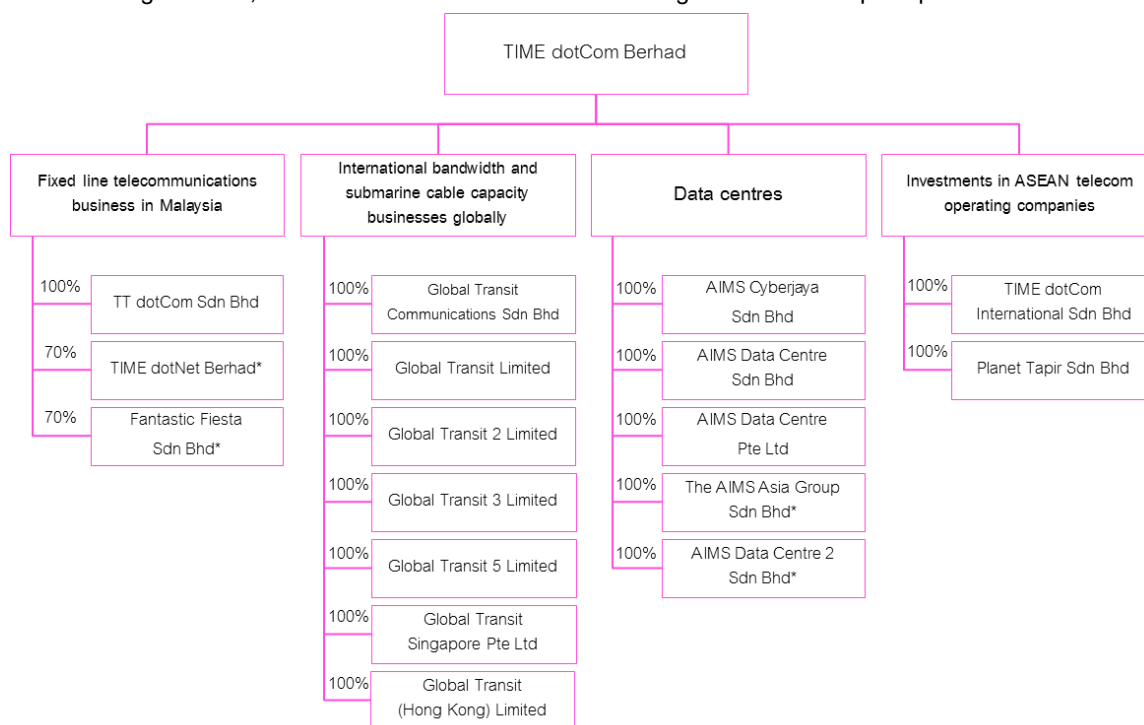 TIME dotCom Berhad
Fixed line telecommunications
business in Malaysia
International bandwidth and
submarine cable capacity
businesses globally
Data centres
Investments in ASEAN telecom
operating companies
100%
TT dotCom Sdn Bhd
70%
TIME dotNet Berhad*
70%
Fantastic Fiesta
Sdn Bhd*
100%
Global Transit
Communications Sdn Bhd
100%
Global Transit Limited
100%
Global Transit 2 Limited
100%
Global Transit 3 Limited
100%
Global Transit 5 Limited
100%
Global Transit
Singapore Pte Ltd
100%
Global Transit
(Hong Kong) Limited
100%
AIMS Cyberjaya
Sdn Bhd
100%
AIMS Data Centre
Sdn Bhd
100%
AIMS Data Centre
Pte Ltd
100%
The AIMS Asia Group
Sdn Bhd*
100%
AIMS Data Centre 2
Sdn Bhd*
100%
TIME dotCom
International Sdn Bhd
100%
Planet Tapir Sdn Bhd